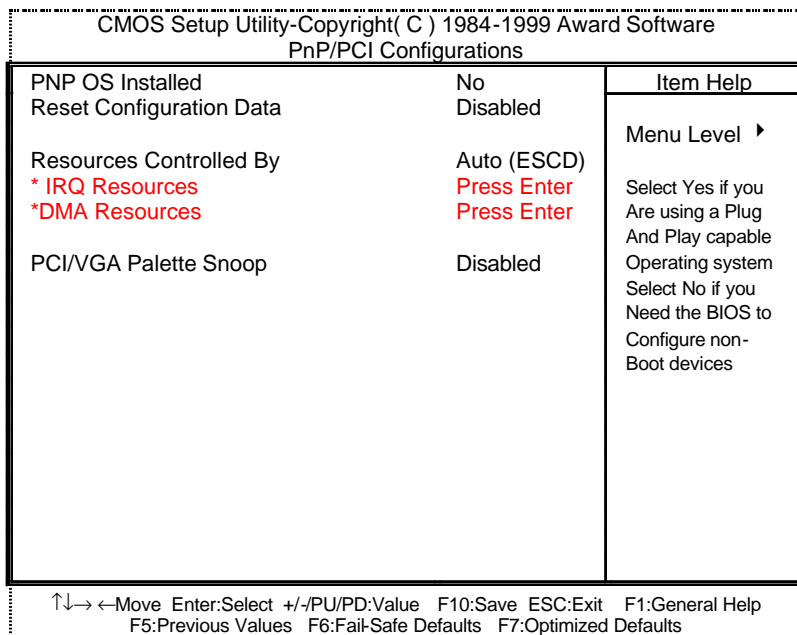 CMOS Setup Utility-Copyright( C ) 1984-1999 Award Software
PnP/PCI Configurations
PNP OS Installed No
Reset Configuration Data Disabled
Resources Controlled By Auto (ESCD)
* IRQ Resources Press Enter
*DMA Resources Press Enter
PCI/VGA Palette Snoop Disabled
Item Help
Menu Level ▶
Select Yes if you
Are using a Plug
And Play capable
Operating system
Select No if you
Need the BIOS to
Configure non-
Boot devices
↑↓→ ←Move Enter:Select +/-/PU/PD:Value F10:Save ESC:Exit F1:General Help
F5:Previous Values F6:Fail-Safe Defaults F7:Optimized Defaults